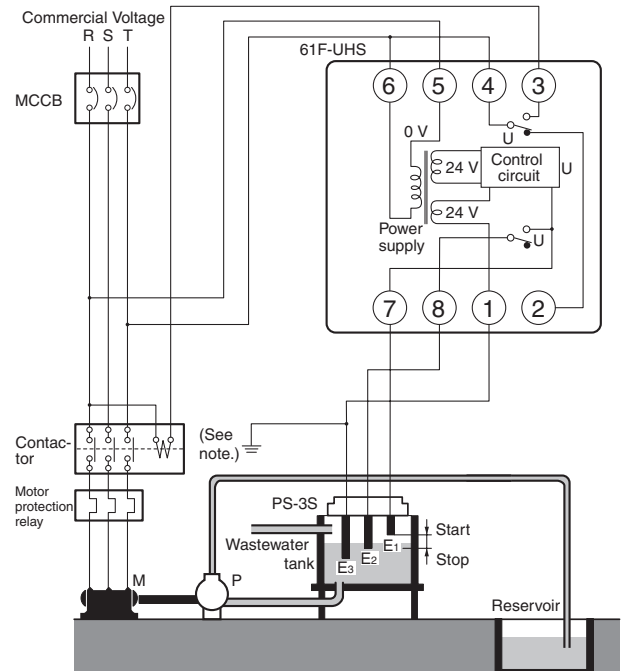 Commercial Voltage
R S T
61F-UHS
MCCB
6 5 4 3
0 V
U
24 V
Control
circuit
U
24 V
Power
supply
U
7 8 1 2
Contac-
tor
(See
note.)
Motor
protection
relay
PS-3S
Wastewater
tank
E3 E2 E1
Start
Stop
M
P
Reservoir